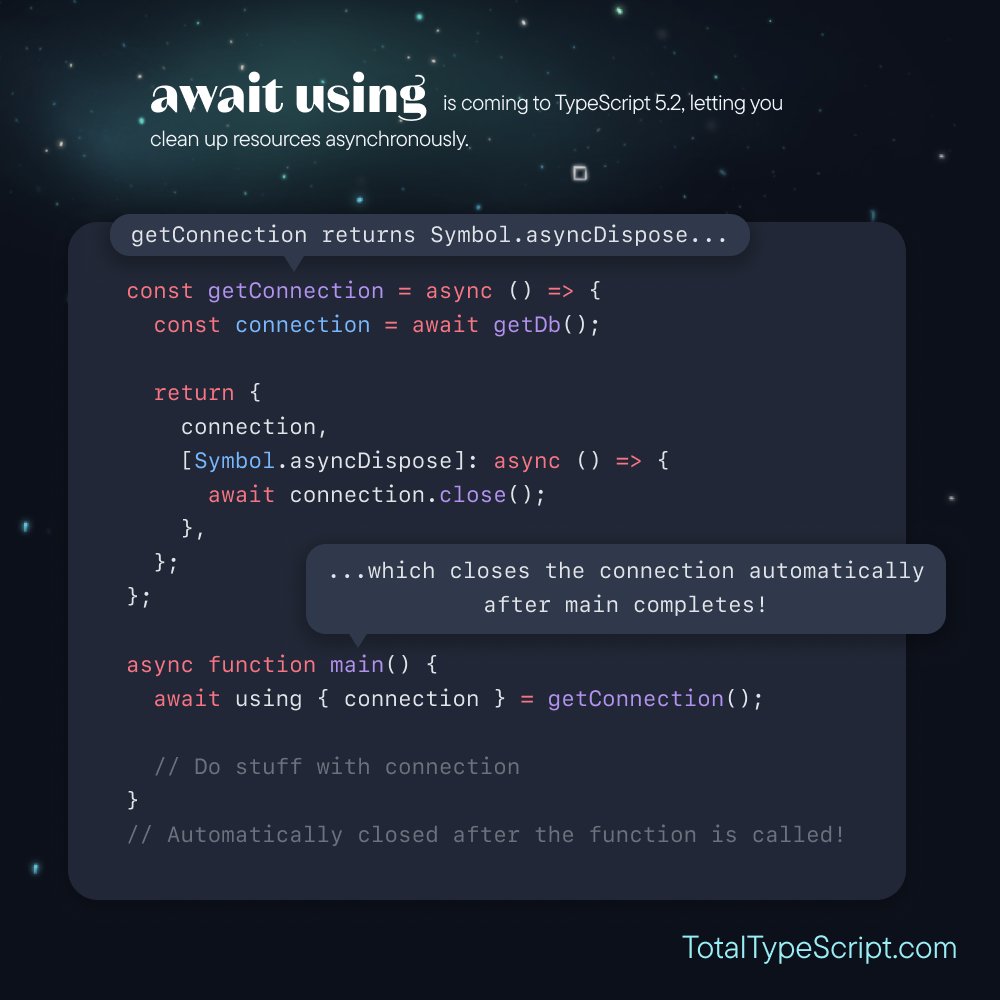 await using is coming to TypeScript 5.2, letting you
clean up resources asynchronously.
getConnection returns Symbol.asyncDispose...
const getConnection = async () => {
  const connection = await getDb();
  return {
    connection,
    [Symbol.asyncDispose]: async () => {
      await connection.close();
    },
  };
};
...which closes the connection automatically
after main completes!
async function main() {
  await using { connection } = getConnection();
  // Do stuff with connection
}
// Automatically closed after the function is called!
TotalTypeScript.com